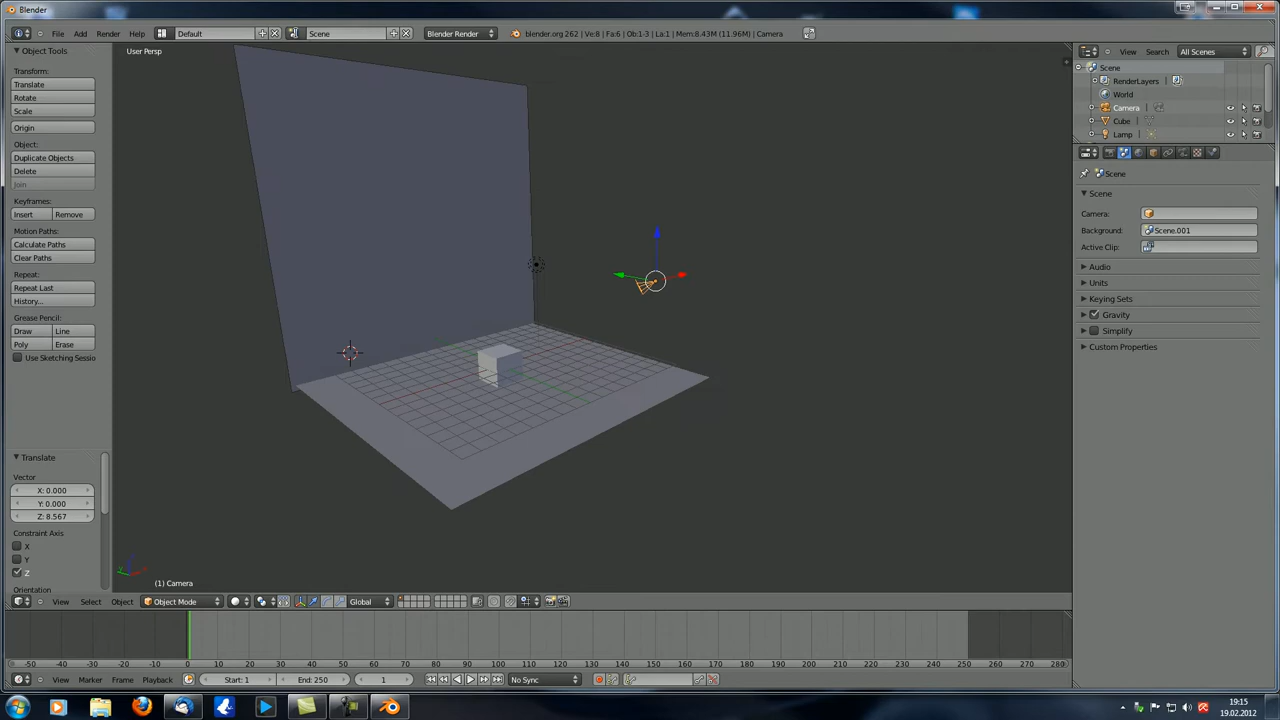 Blender
File Add Render Help Default Scene Blender Render blender.org 262 | Ve:8 | Fa:6 | Ob:1-3 | La:1 | Mem:8.43M (11.96M) | Camera
Object Tools
Transform:
Translate
Rotate
Scale
Origin
Object:
Duplicate Objects
Delete
Join
Keyframes:
Insert Remove
Motion Paths:
Calculate Paths
Clear Paths
Repeat:
Repeat Last
History...
Grease Pencil:
Draw Line
Poly Erase
Use Sketching Sessio
Translate
Vector
X: 0.000
Y: 0.000
Z: 8.567
Constraint Axis
X
Y
Z
Orientation
User Persp
(1) Camera
View Select Object Object Mode Global
View Search All Scenes
Scene
RenderLayers
World
Camera
Cube
Lamp
Scene
Scene
Camera:
Background: Scene.001
Active Clip:
Audio
Units
Keying Sets
Gravity
Simplify
Custom Properties
-50 -40 -30 -20 -10 0 10 20 30 40 50 60 70 80 90 100 110 120 130 140 150 160 170 180 190 200 210 220 230 240 250 260 270 280
View Marker Frame Playback Start: 1 End: 250 1 No Sync
19:15
19.02.2012